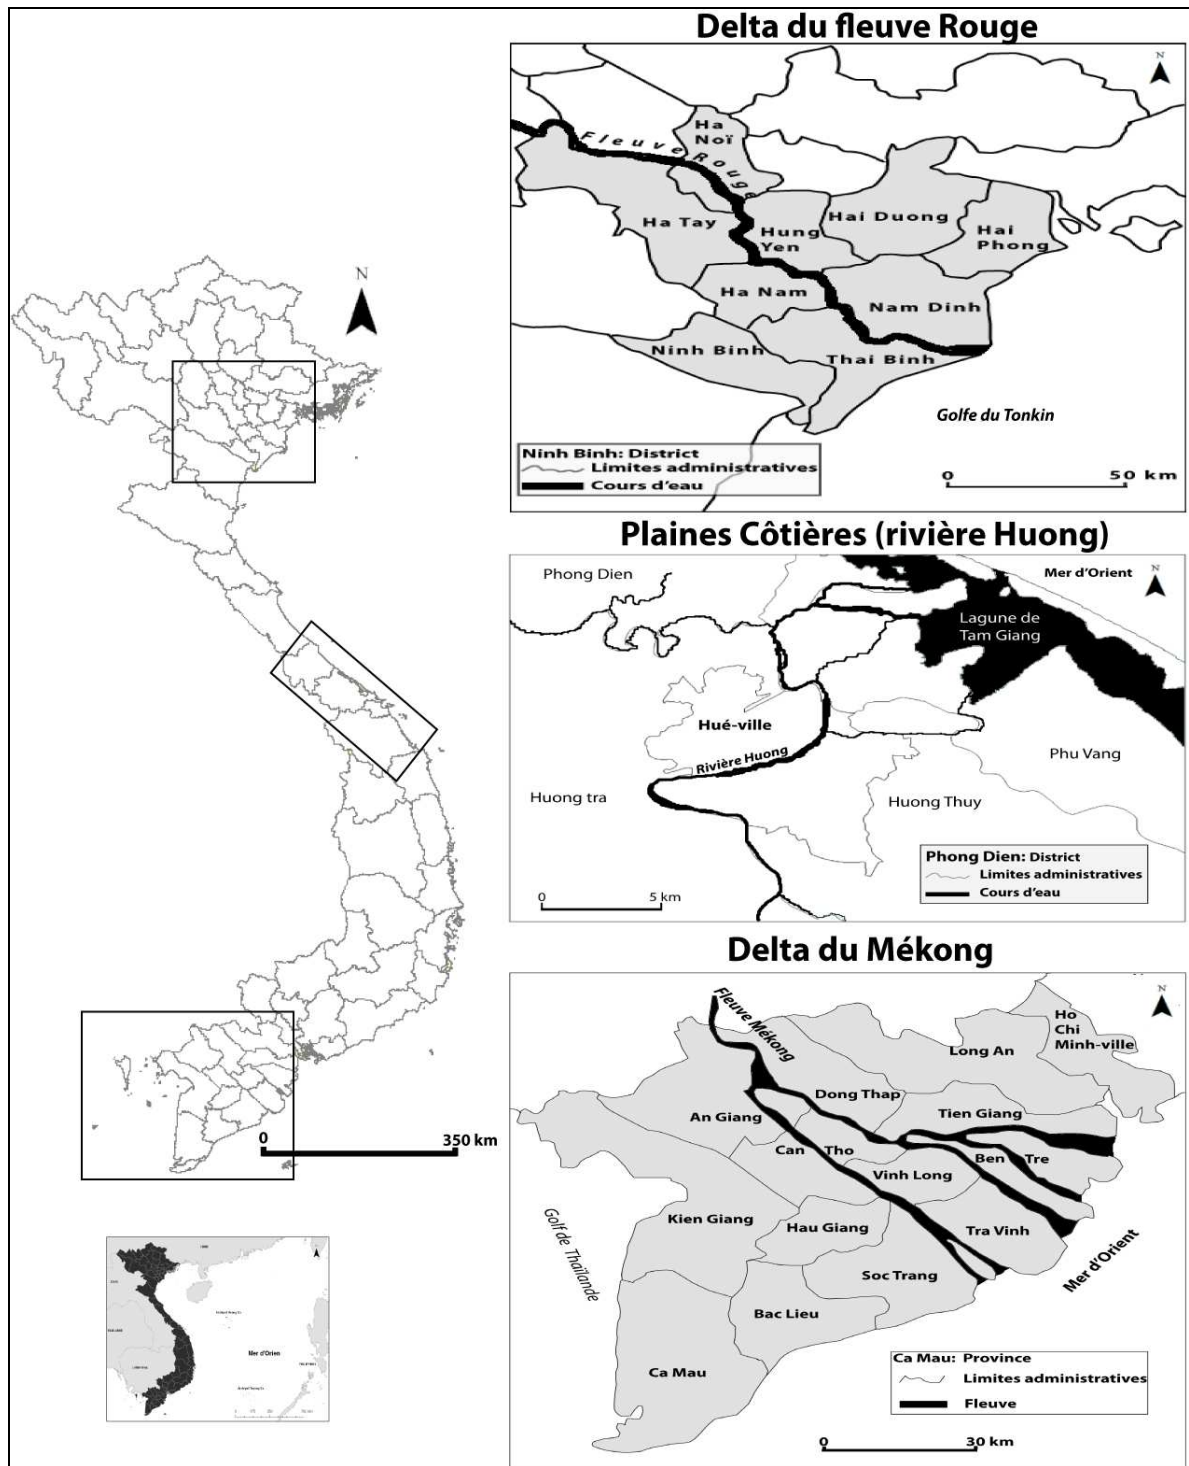 N
0
350 km
Mer d'Orien
Delta du fleuve Rouge
N
Ha
Noï
Fleuve Rouge
Ha Tay
Hung
Yen
Hai Duong
Hai
Phong
Ha Nam
Nam Dinh
Ninh Binh
Thai Binh
Golfe du Tonkin
Ninh Binh: District
Limites administratives
Cours d'eau
0
50 km
Plaines Côtières (rivière Huong)
Phong Dien
Mer d'Orient
N
Lagune de
Tam Giang
Hué-ville
Rivière Huong
Phu Vang
Huong tra
Huong Thuy
Phong Dien: District
Limites administratives
Cours d'eau
0
5 km
Delta du Mékong
N
Fleuve Mékong
Ho
Chi
Minh-ville
Long An
Dong Thap
An Giang
Tien Giang
Can Tho
Ben Tre
Vinh Long
Kien Giang
Hau Giang
Tra Vinh
Golf de Thaïlande
Soc Trang
Mer d'Orient
Bac Lieu
Ca Mau
Ca Mau: Province
Limites administratives
Fleuve
0
30 km